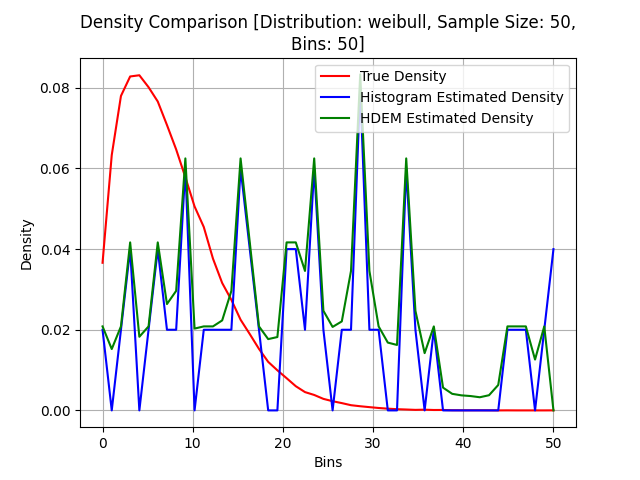 Density Comparison [Distribution: weibull, Sample Size: 50,
Bins: 50]
True Density
Histogram Estimated Density
HDEM Estimated Density
Density
0.08
0.06
0.04
0.02
0.00
0 10 20 30 40 50
Bins